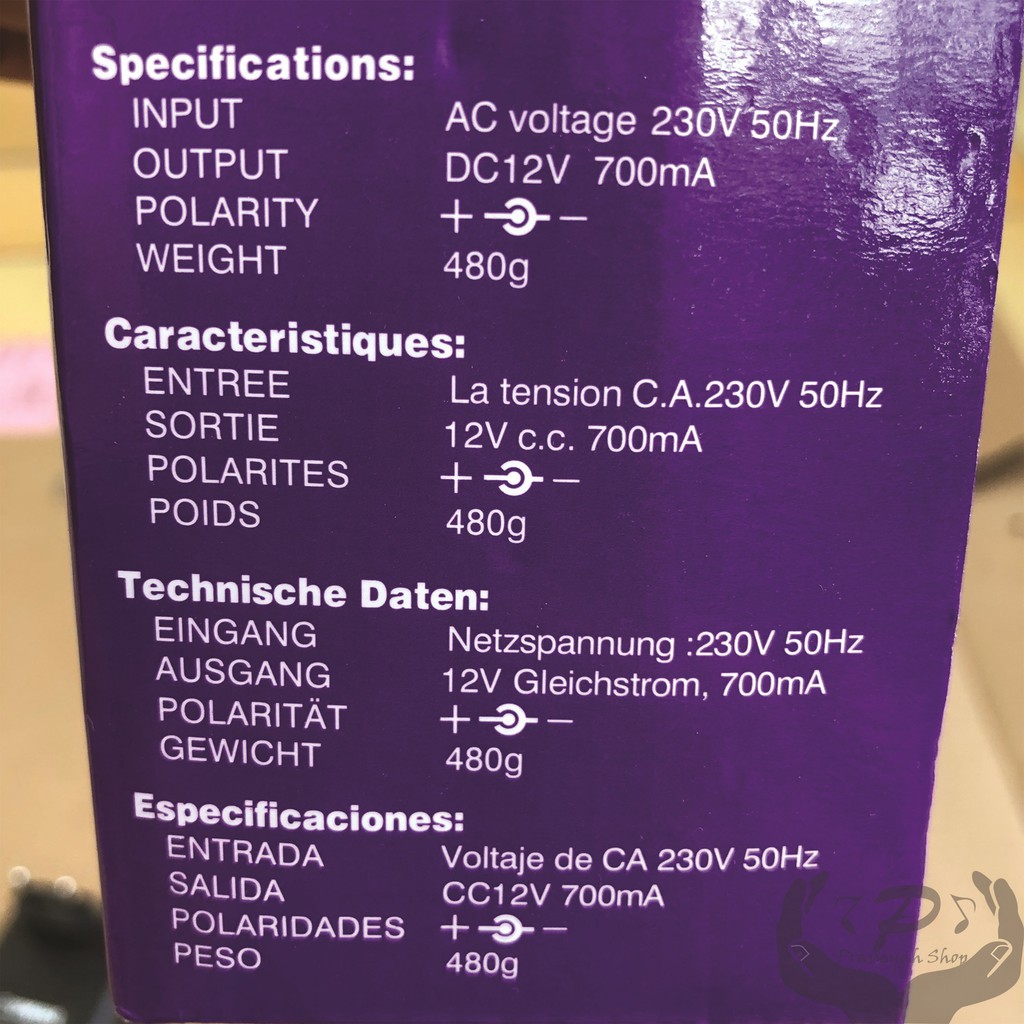 Specifications:
INPUT AC voltage 230V 50Hz
OUTPUT DC12V 700mA
POLARITY + −
WEIGHT 480g
Caracteristiques:
ENTREE La tension C.A.230V 50Hz
SORTIE 12V c.c. 700mA
POLARITES + −
POIDS 480g
Technische Daten:
EINGANG Netzspannung :230V 50Hz
AUSGANG 12V Gleichstrom, 700mA
POLARITÄT + −
GEWICHT 480g
Especificaciones:
ENTRADA Voltaje de CA 230V 50Hz
SALIDA CC12V 700mA
POLARIDADES + −
PESO 480g
P
Shop